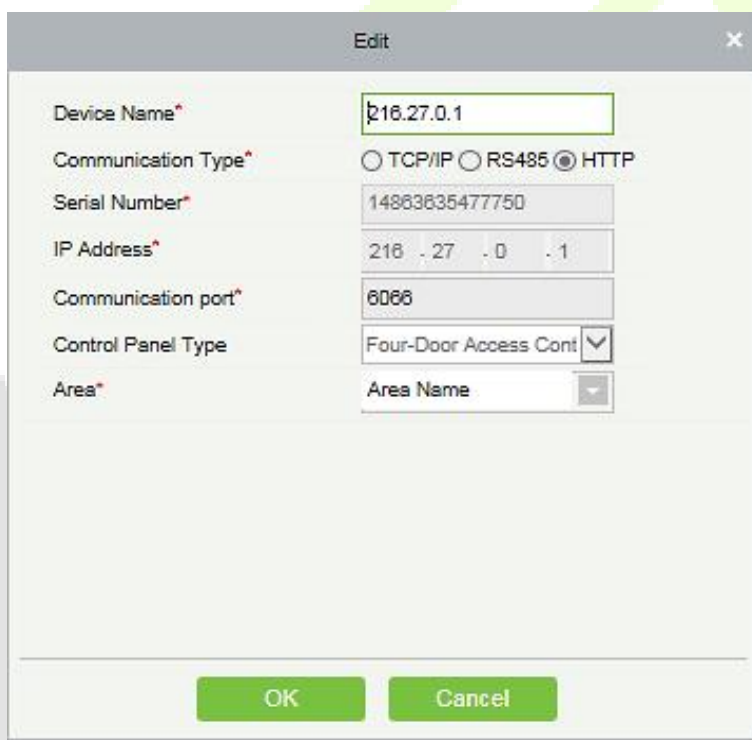 Edit ×
Device Name* 216.27.0.1
Communication Type* TCP/IP RS485 HTTP
Serial Number* 14863635477750
IP Address* 216 . 27 . 0 . 1
Communication port* 6066
Control Panel Type Four-Door Access Cont
Area* Area Name
OK Cancel